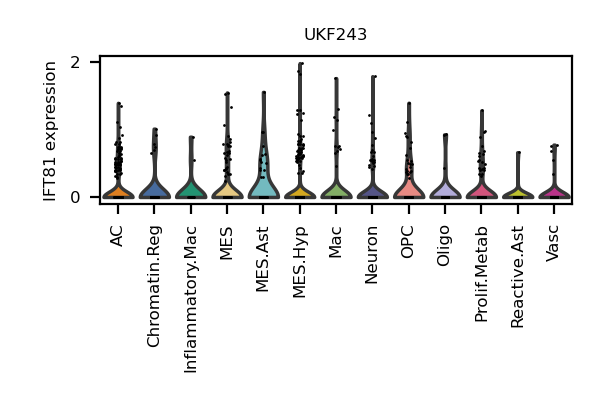 UKF243
IFT81 expression
2
0
AC
Chromatin.Reg
Inflammatory.Mac
MES
MES.Ast
MES.Hyp
Mac
Neuron
OPC
Oligo
Prolif.Metab
Reactive.Ast
Vasc